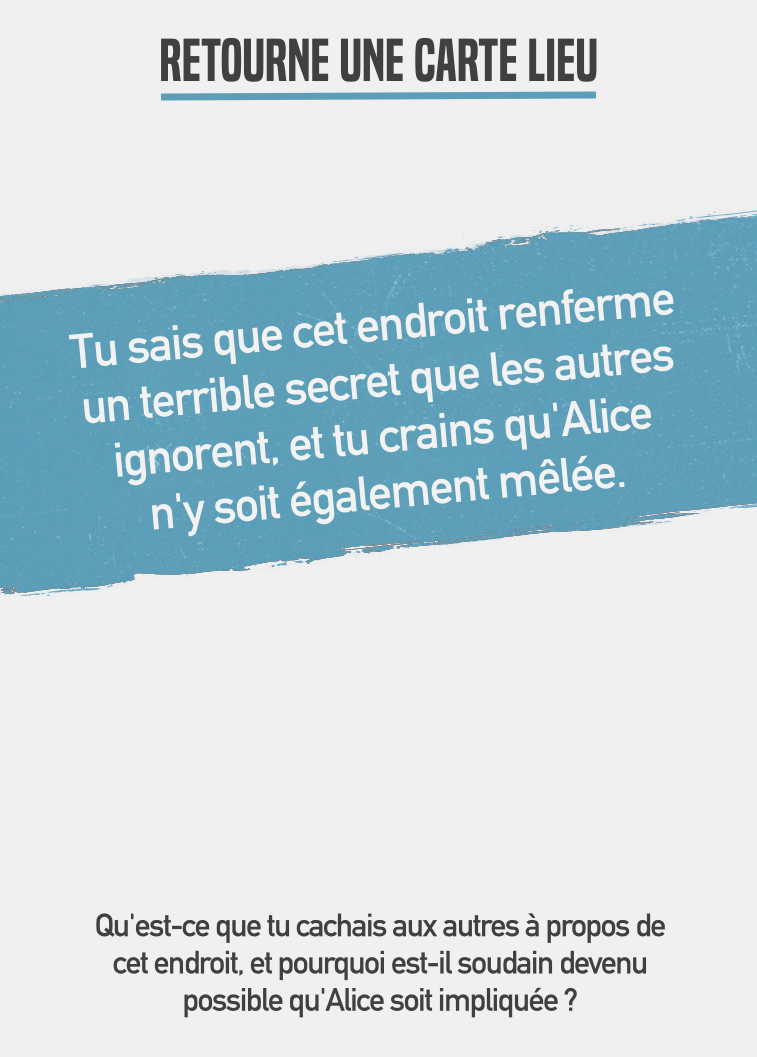 RETOURNE UNE CARTE LIEU
Tu sais que cet endroit renferme
un terrible secret que les autres
ignorent, et tu crains qu'Alice
n'y soit également mêlée.
Qu'est-ce que tu cachais aux autres à propos de
cet endroit, et pourquoi est-il soudain devenu
possible qu'Alice soit impliquée ?